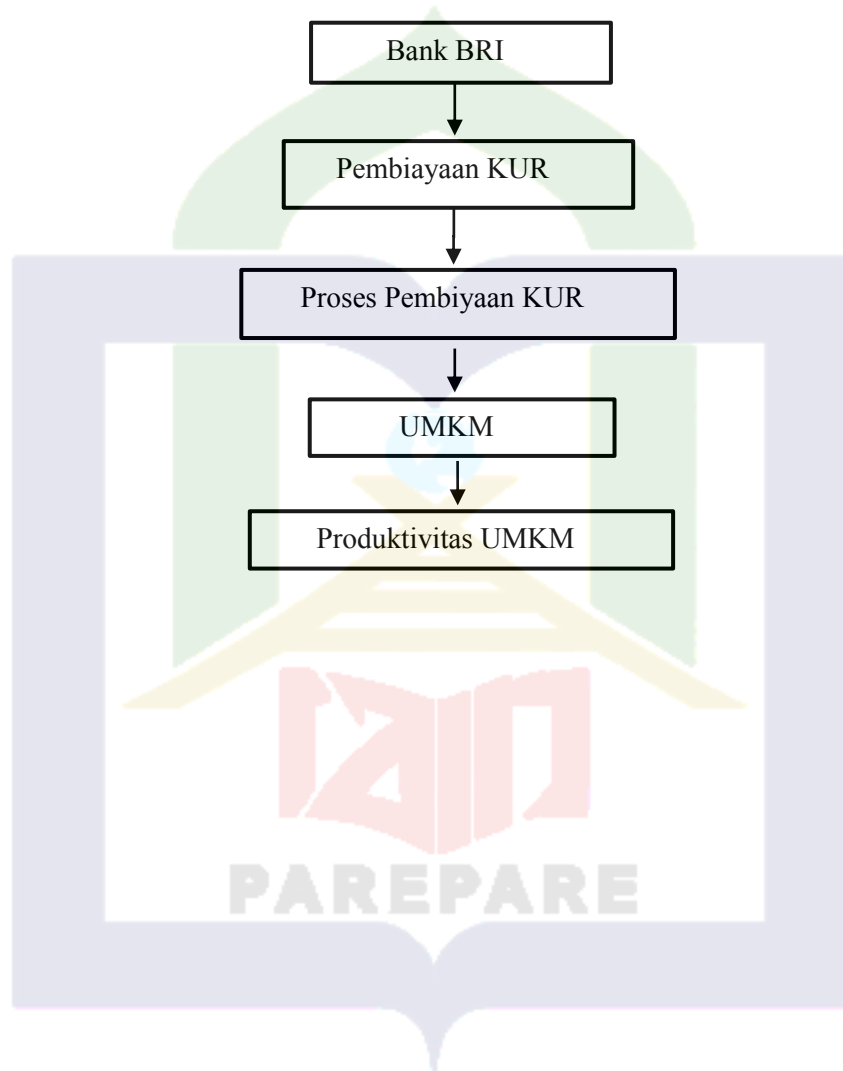 Bank BRI
Pembiayaan KUR
Proses Pembiyaan KUR
UMKM
Produktivitas UMKM
PAREPARE